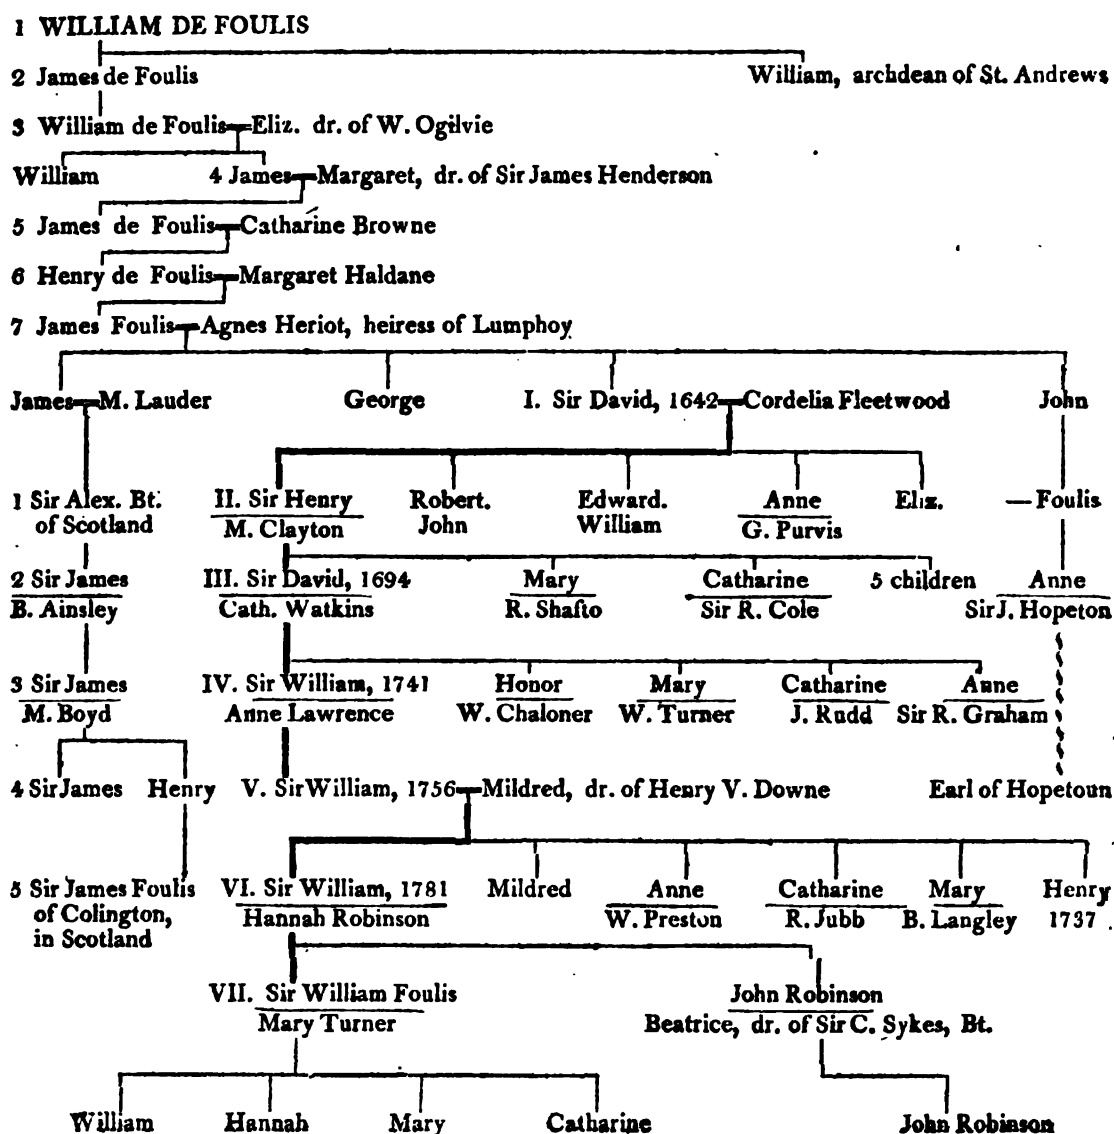 1 WILLIAM DE FOULIS
2 James de Foulis William, archdean of St. Andrews
3 William de Foulis Eliz. dr. of W. Ogilvie
William 4 James Margaret, dr. of Sir James Henderson
5 James de Foulis Catharine Browne
6 Henry de Foulis Margaret Haldane
7 James Foulis Agnes Heriot, heiress of Lumphoy
James M. Lauder George I. Sir David, 1642 Cordelia Fleetwood John
1 Sir Alex. Bt. II. Sir Henry Robert. Edward. Anne Eliz. —Foulis
of Scotland M. Clayton John William G. Purvis
2 Sir James III. Sir David, 1694 Mary Catharine 5 children Anne
B. Ainsley Cath. Watkins R. Shafto Sir R. Cole Sir J. Hopeton
3 Sir James IV. Sir William, 1741 Honor Mary Catharine Anne
M. Boyd Anne Lawrence W. Chaloner W. Turner J. Rudd Sir R. Graham
4 Sir James Henry V. Sir William, 1756 Mildred, dr. of Henry V. Downe Earl of Hopetoun
5 Sir James Foulis VI. Sir William, 1781 Mildred Anne Catharine Mary Henry
of Colington, Hannah Robinson W. Preston R. Jubb B. Langley 1737
in Scotland
VII. Sir William Foulis John Robinson
Mary Turner Beatrice, dr. of Sir C. Sykes, Bt.
William Hannah Mary Catharine John Robinson